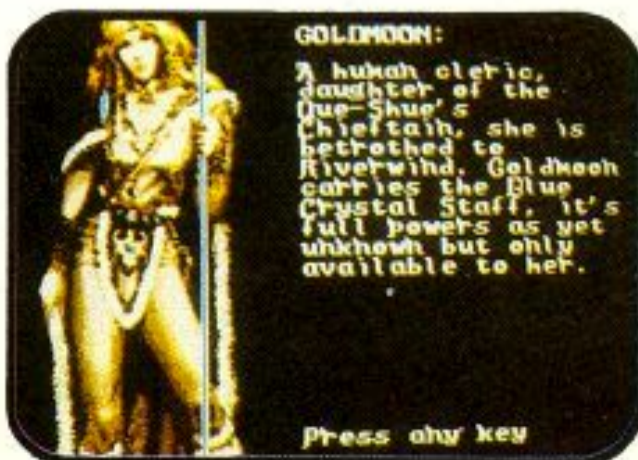 GOLDMOON:
A human cleric,
daughter of the
Que-Shue's
Chieftain, she is
betrothed to
Riverwind. Goldmoon
carries the Blue
Crystal Staff, it's
full powers as yet
unknown but only
available to her.
Press any key